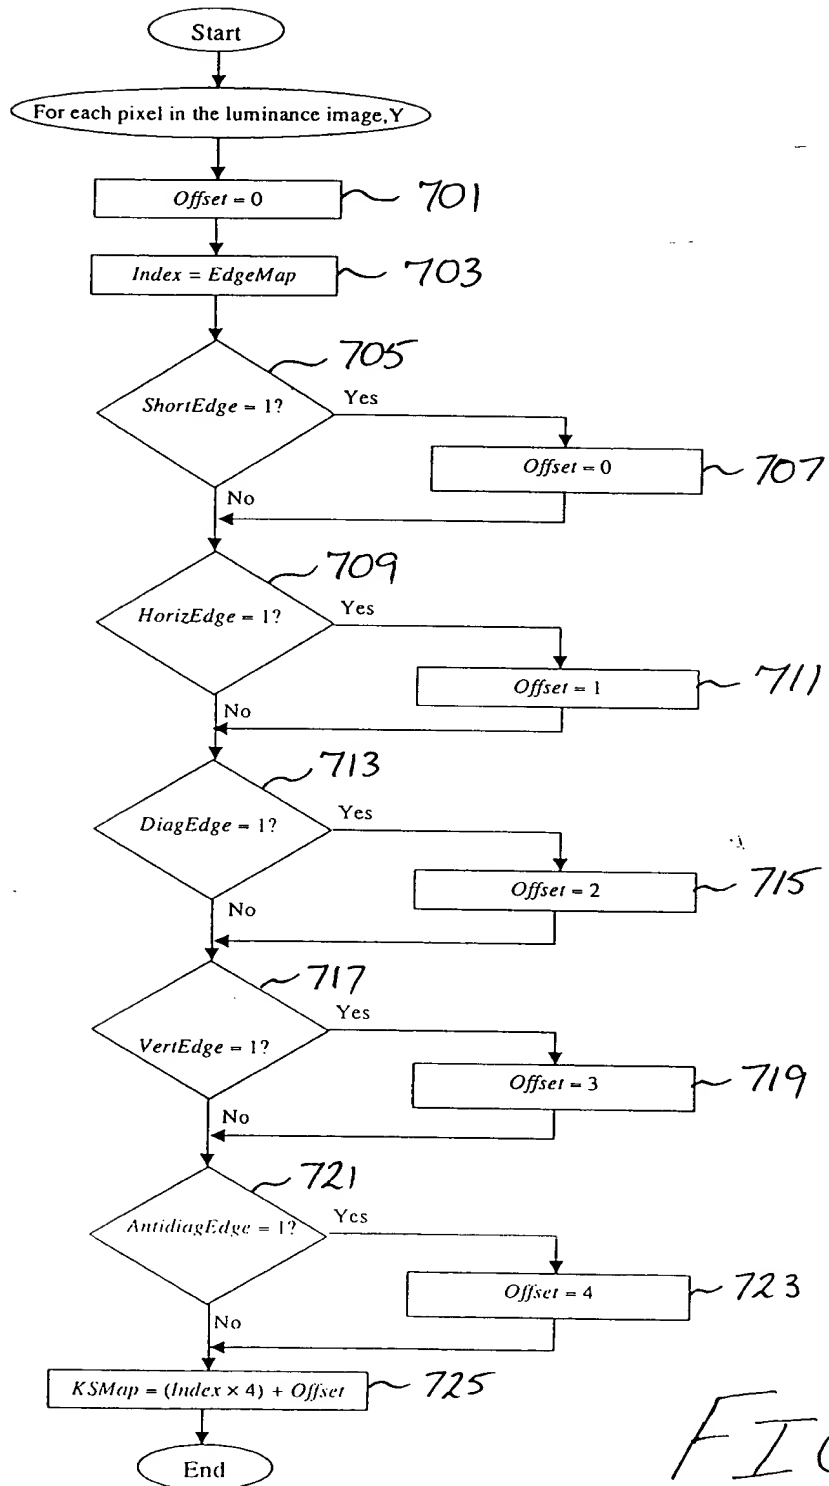 Start
For each pixel in the luminance image,Y
Offset = 0
701
Index = EdgeMap
703
705
ShortEdge = 1?
Yes
Offset = 0
707
No
709
HorizEdge = 1?
Yes
Offset = 1
711
No
713
DiagEdge = 1?
Yes
Offset = 2
715
No
717
VertEdge = 1?
Yes
Offset = 3
719
No
721
AntidiagEdge = 1?
Yes
Offset = 4
723
No
KSMap = (Index × 4) + Offset
725
End